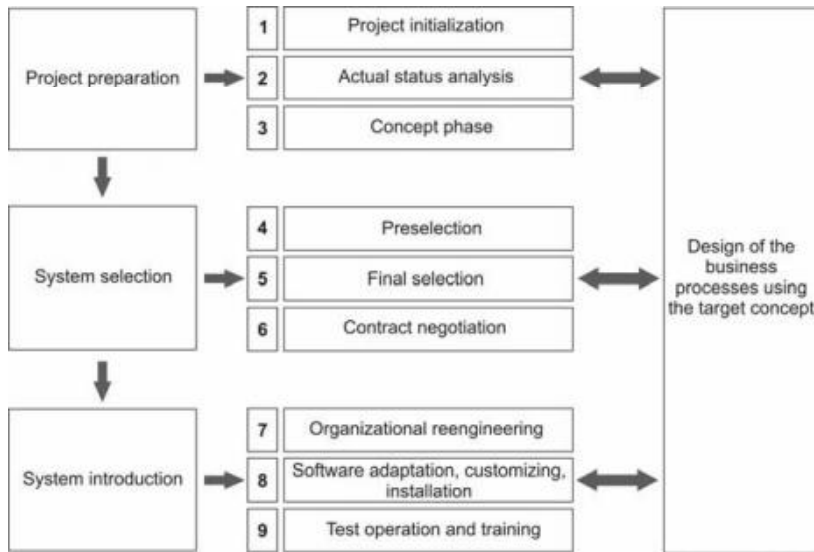 Project preparation
1
Project initialization
2
Actual status analysis
3
Concept phase
System selection
4
Preselection
5
Final selection
6
Contract negotiation
System introduction
7
Organizational reengineering
8
Software adaptation, customizing,
installation
9
Test operation and training
Design of the
business
processes using
the target concept